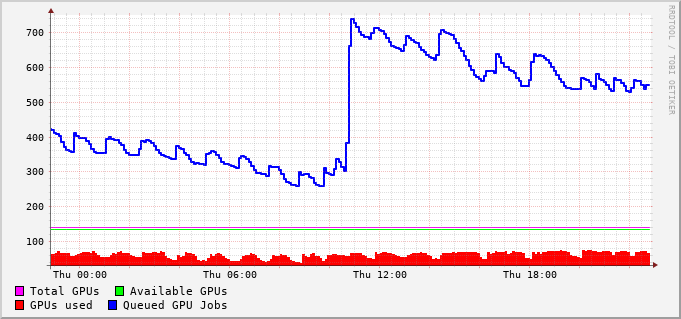 700
600
500
400
300
200
100
Thu 00:00 Thu 06:00 Thu 12:00 Thu 18:00
Total GPUs Available GPUs
GPUs used Queued GPU Jobs
RRDTOOL / TOBI OETIKER